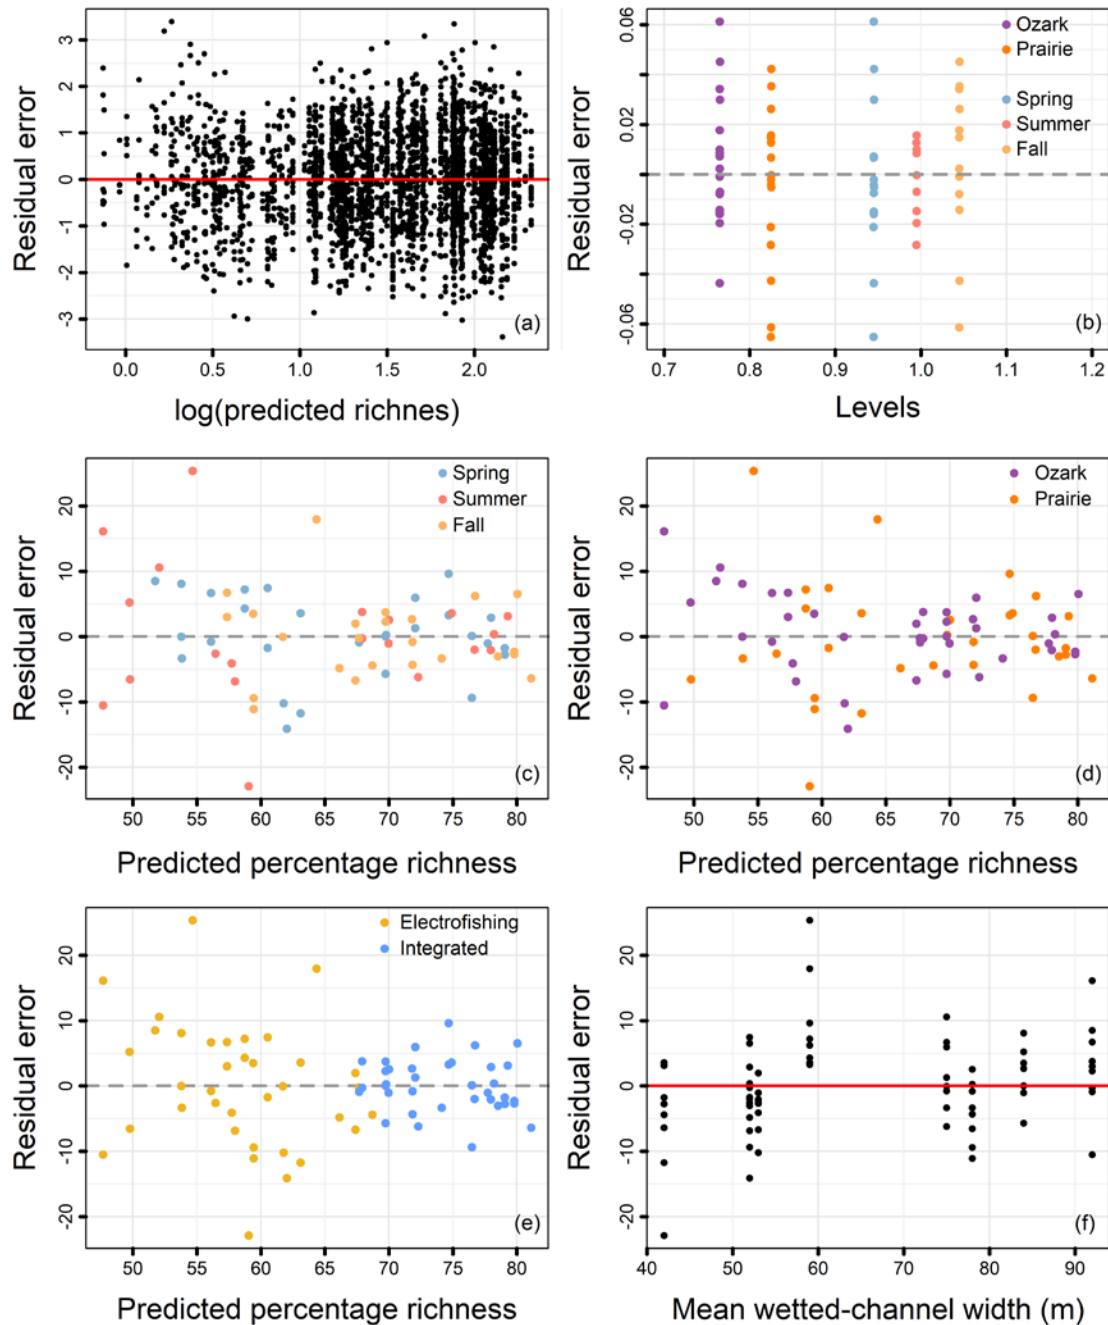 Residual error
3
2
1
0
-1
-2
-3
(a)
0.0 0.5 1.0 1.5 2.0
log(predicted richnes)
Residual error
0.06
0.02
-0.02
-0.06
Ozark
Prairie
Spring
Summer
Fall
(b)
0.7 0.8 0.9 1.0 1.1 1.2
Levels
Residual error
20
10
0
-10
-20
Spring
Summer
Fall
(c)
50 55 60 65 70 75 80
Predicted percentage richness
Residual error
20
10
0
-10
-20
Ozark
Prairie
(d)
50 55 60 65 70 75 80
Predicted percentage richness
Residual error
20
10
0
-10
-20
Electrofishing
Integrated
(e)
50 55 60 65 70 75 80
Predicted percentage richness
Residual error
20
10
0
-10
-20
(f)
40 50 60 70 80 90
Mean wetted-channel width (m)